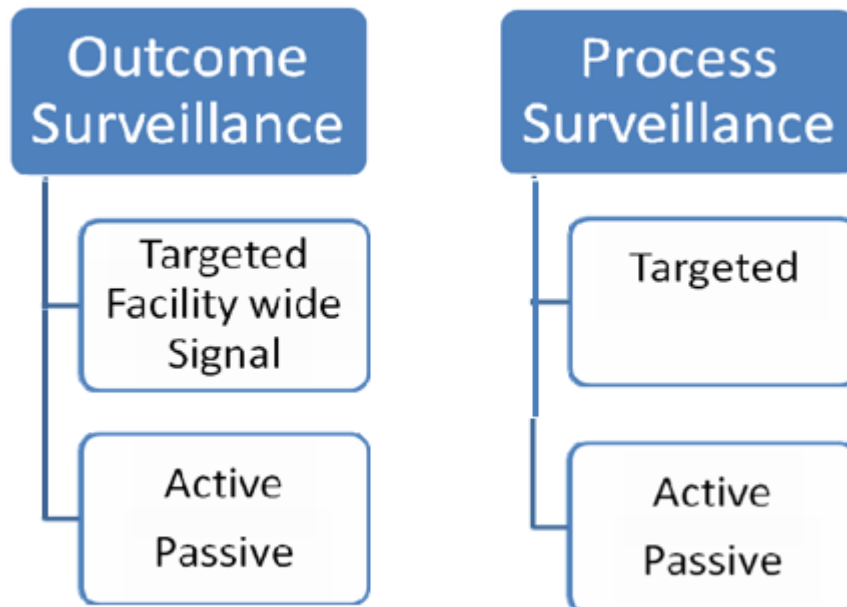 Outcome
Surveillance
Targeted
Facility wide
Signal
Active
Passive
Process
Surveillance
Targeted
Active
Passive